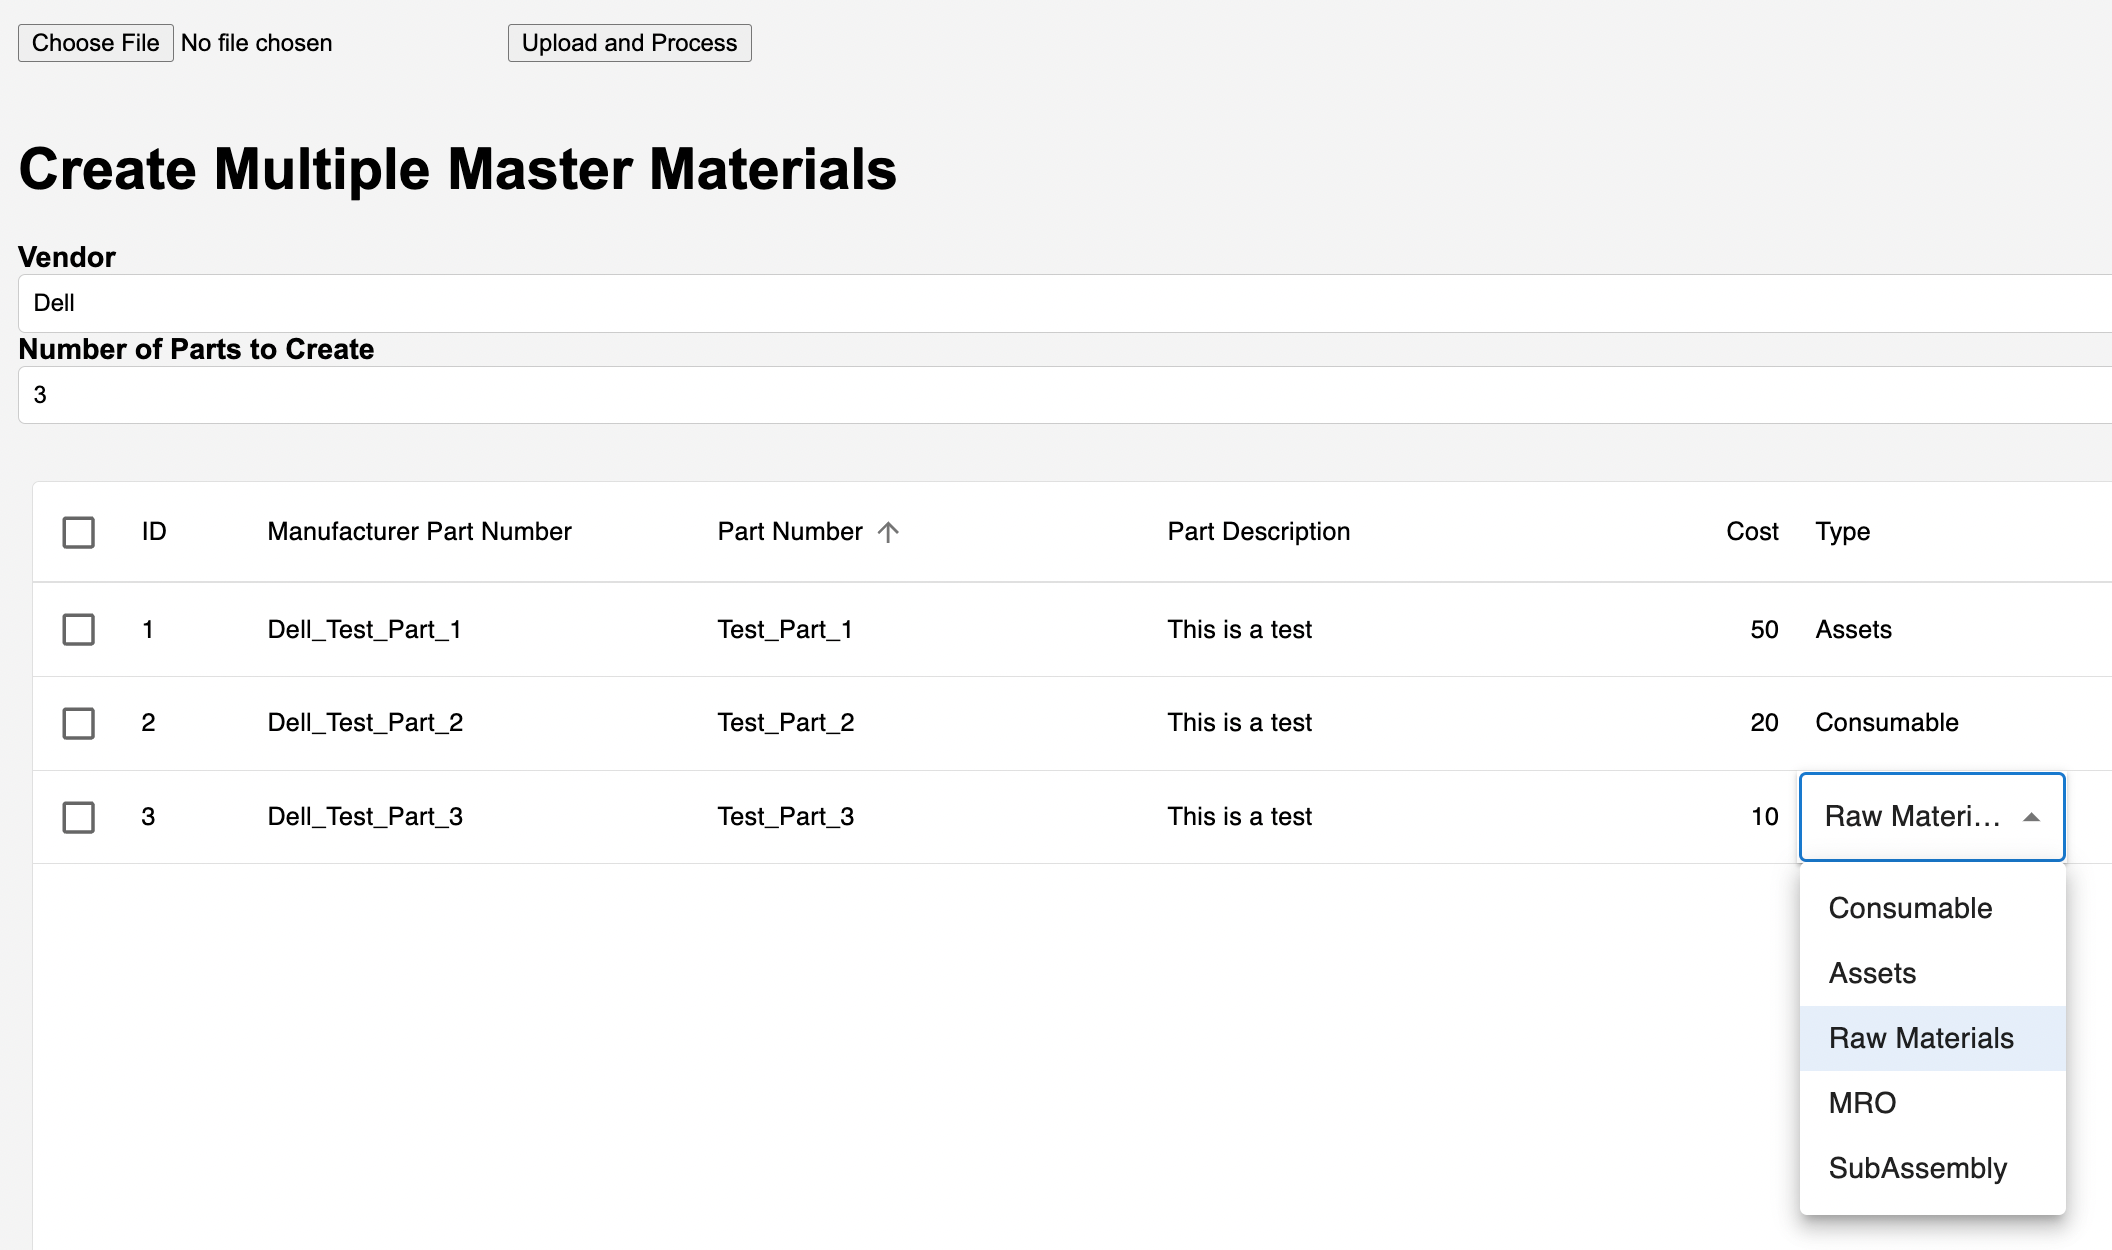 Choose File No file chosen Upload and Process
Create Multiple Master Materials
Vendor
Dell
Number of Parts to Create
3
ID Manufacturer Part Number Part Number Part Description Cost Type
1 Dell_Test_Part_1 Test_Part_1 This is a test 50 Assets
2 Dell_Test_Part_2 Test_Part_2 This is a test 20 Consumable
3 Dell_Test_Part_3 Test_Part_3 This is a test 10 Raw Materi...
Consumable
Assets
Raw Materials
MRO
SubAssembly